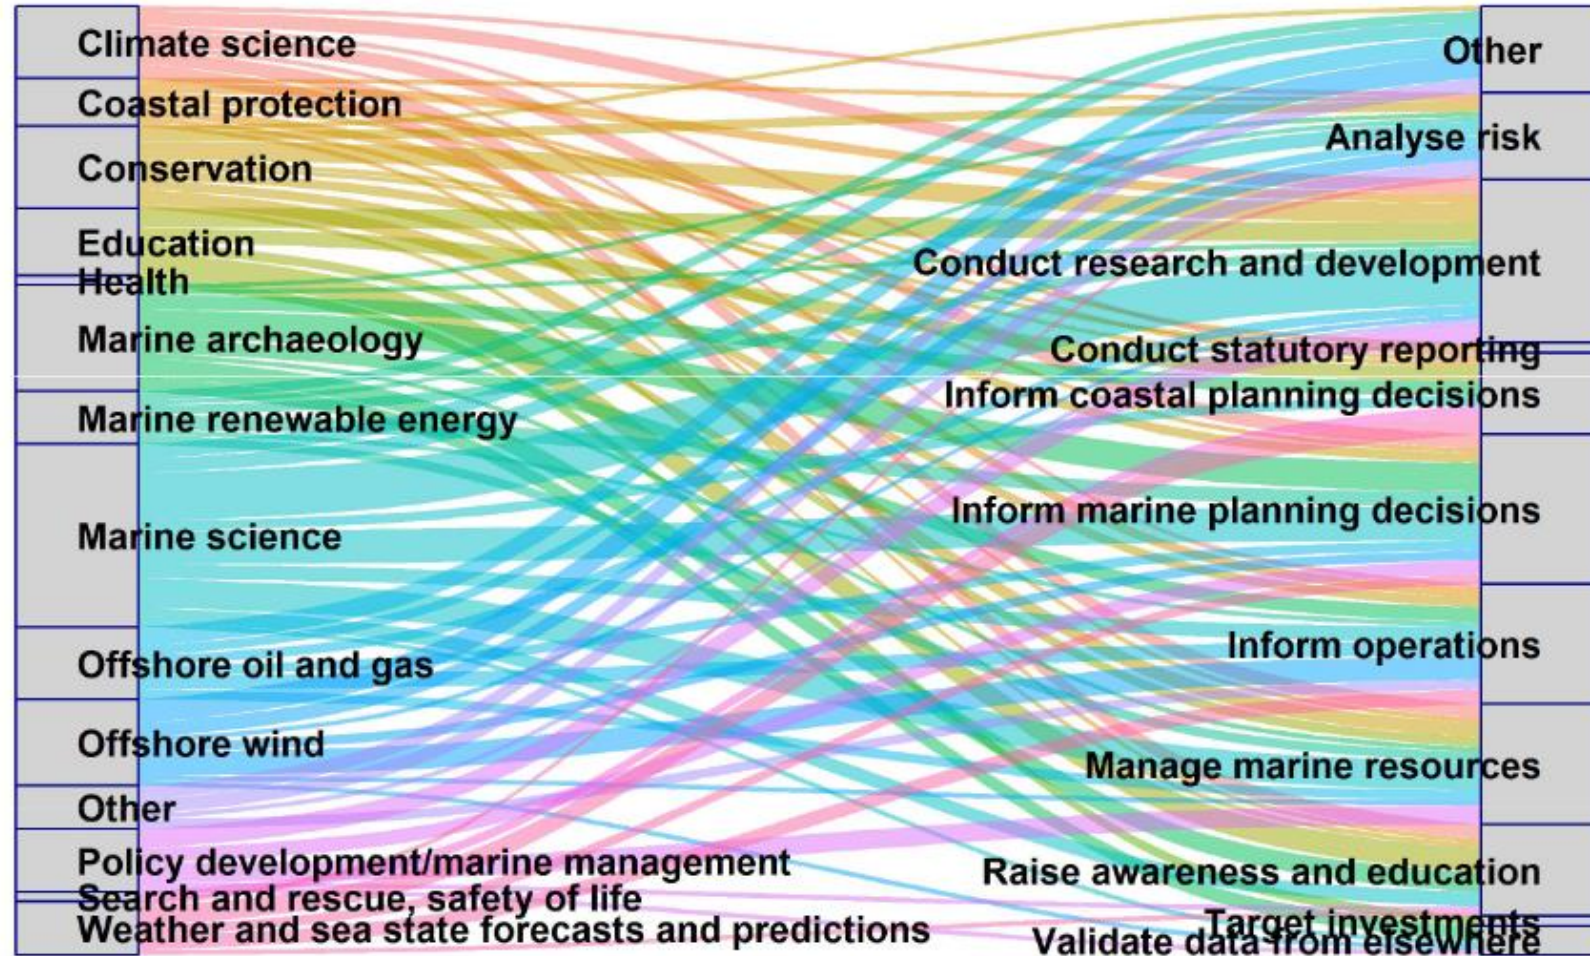 Climate science
Coastal protection
Conservation
Education
Health
Marine archaeology
Marine renewable energy
Marine science
Offshore oil and gas
Offshore wind
Other
Policy development/marine management
Search and rescue, safety of life
Weather and sea state forecasts and predictions
Other
Analyse risk
Conduct research and development
Conduct statutory reporting
Inform coastal planning decisions
Inform marine planning decisions
Inform operations
Manage marine resources
Raise awareness and education
Target investments
Validate data from elsewhere